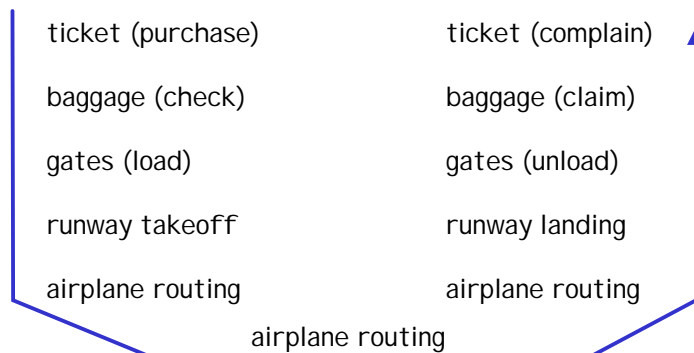 ticket (purchase)
ticket (complain)
baggage (check)
baggage (claim)
gates (load)
gates (unload)
runway takeoff
runway landing
airplane routing
airplane routing
airplane routing